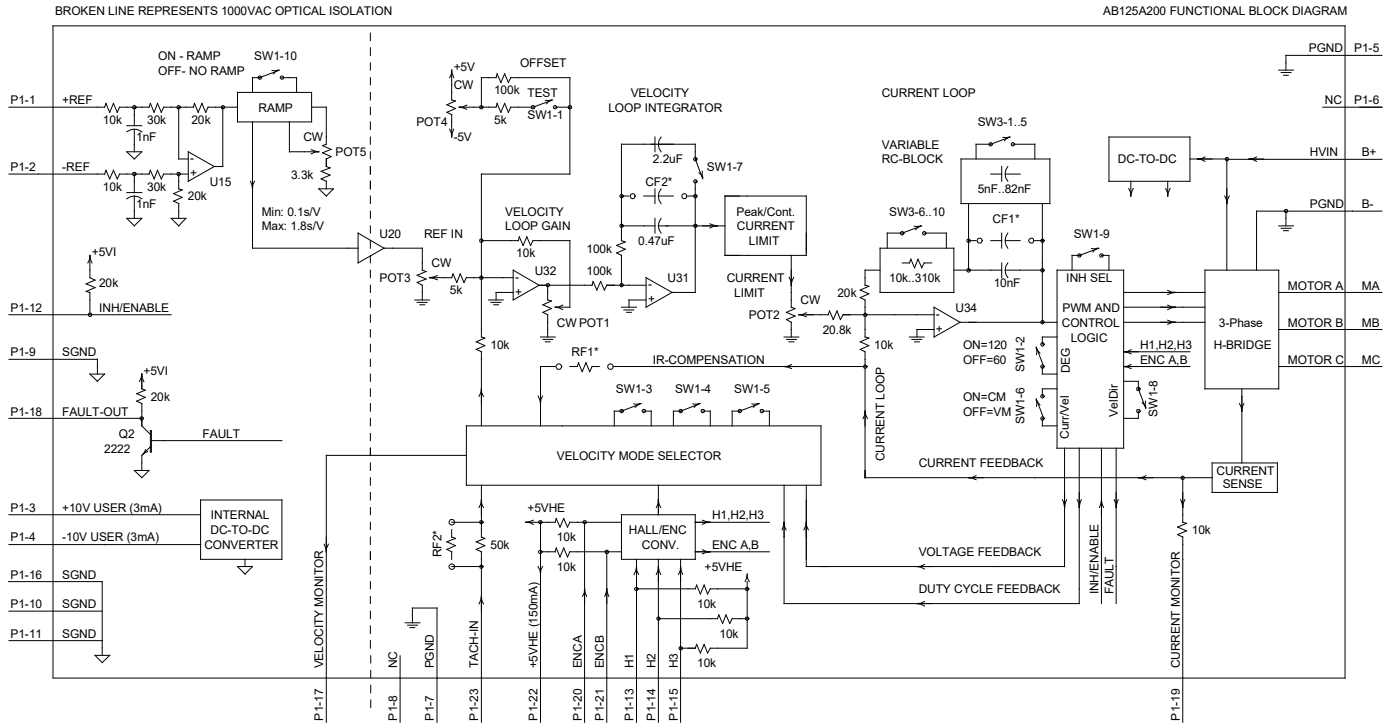 BROKEN LINE REPRESENTS 1000VAC OPTICAL ISOLATION
AB125A200 FUNCTIONAL BLOCK DIAGRAM
P1-1
+REF
10k
1nF
30k
20k
P1-2
-REF
10k
1nF
30k
20k
U15
ON - RAMP
OFF- NO RAMP
SW1-10
RAMP
CW
POT5
3.3k
Min: 0.1s/V
Max: 1.8s/V
U20
+5VI
20k
P1-12
INH/ENABLE
P1-9
SGND
+5VI
20k
P1-18
FAULT-OUT
Q2
2222
FAULT
P1-3
+10V USER (3mA)
P1-4
-10V USER (3mA)
INTERNAL
DC-TO-DC
CONVERTER
P1-16
SGND
P1-10
SGND
P1-11
SGND
+5V
CW
POT4
-5V
OFFSET
100k
TEST
5k
SW1-1
REF IN
CW
POT3
5k
VELOCITY
LOOP GAIN
10k
U32
CW POT1
10k
VELOCITY
LOOP INTEGRATOR
2.2uF
SW1-7
CF2*
0.47uF
100k
100k
U31
Peak/Cont.
CURRENT
LIMIT
CURRENT
LIMIT
CW
POT2
20.8k
CURRENT LOOP
VARIABLE
RC-BLOCK
SW3-1..5
5nF..82nF
SW3-6..10
10k..310k
CF1*
10nF
20k
10k
U34
CURRENT LOOP
RF1*
IR-COMPENSATION
SW1-3
SW1-4
SW1-5
VELOCITY MODE SELECTOR
SW1-9
INH SEL
PWM AND
CONTROL
LOGIC
ON=120
OFF=60
SW1-2
DEG
ON=CM
OFF=VM
SW1-6
Curr/Vel
VelDir
SW1-8
H1,H2,H3
ENC A,B
3-Phase
H-BRIDGE
DC-TO-DC
PGND
P1-5
NC
P1-6
HVIN
B+
PGND
B-
MOTOR A
MA
MOTOR B
MB
MOTOR C
MC
CURRENT FEEDBACK
CURRENT
SENSE
10k
VOLTAGE FEEDBACK
DUTY CYCLE FEEDBACK
INH/ENABLE
FAULT
CURRENT MONITOR
P1-19
RF2*
50k
+5VHE
10k
10k
HALL/ENC
CONV.
H1,H2,H3
ENC A,B
+5VHE
10k
10k
10k
VELOCITY MONITOR
P1-17
NC
P1-8
PGND
P1-7
TACH-IN
P1-23
+5VHE (150mA)
P1-22
ENCA
P1-20
ENCB
P1-21
H1
P1-13
H2
P1-14
H3
P1-15